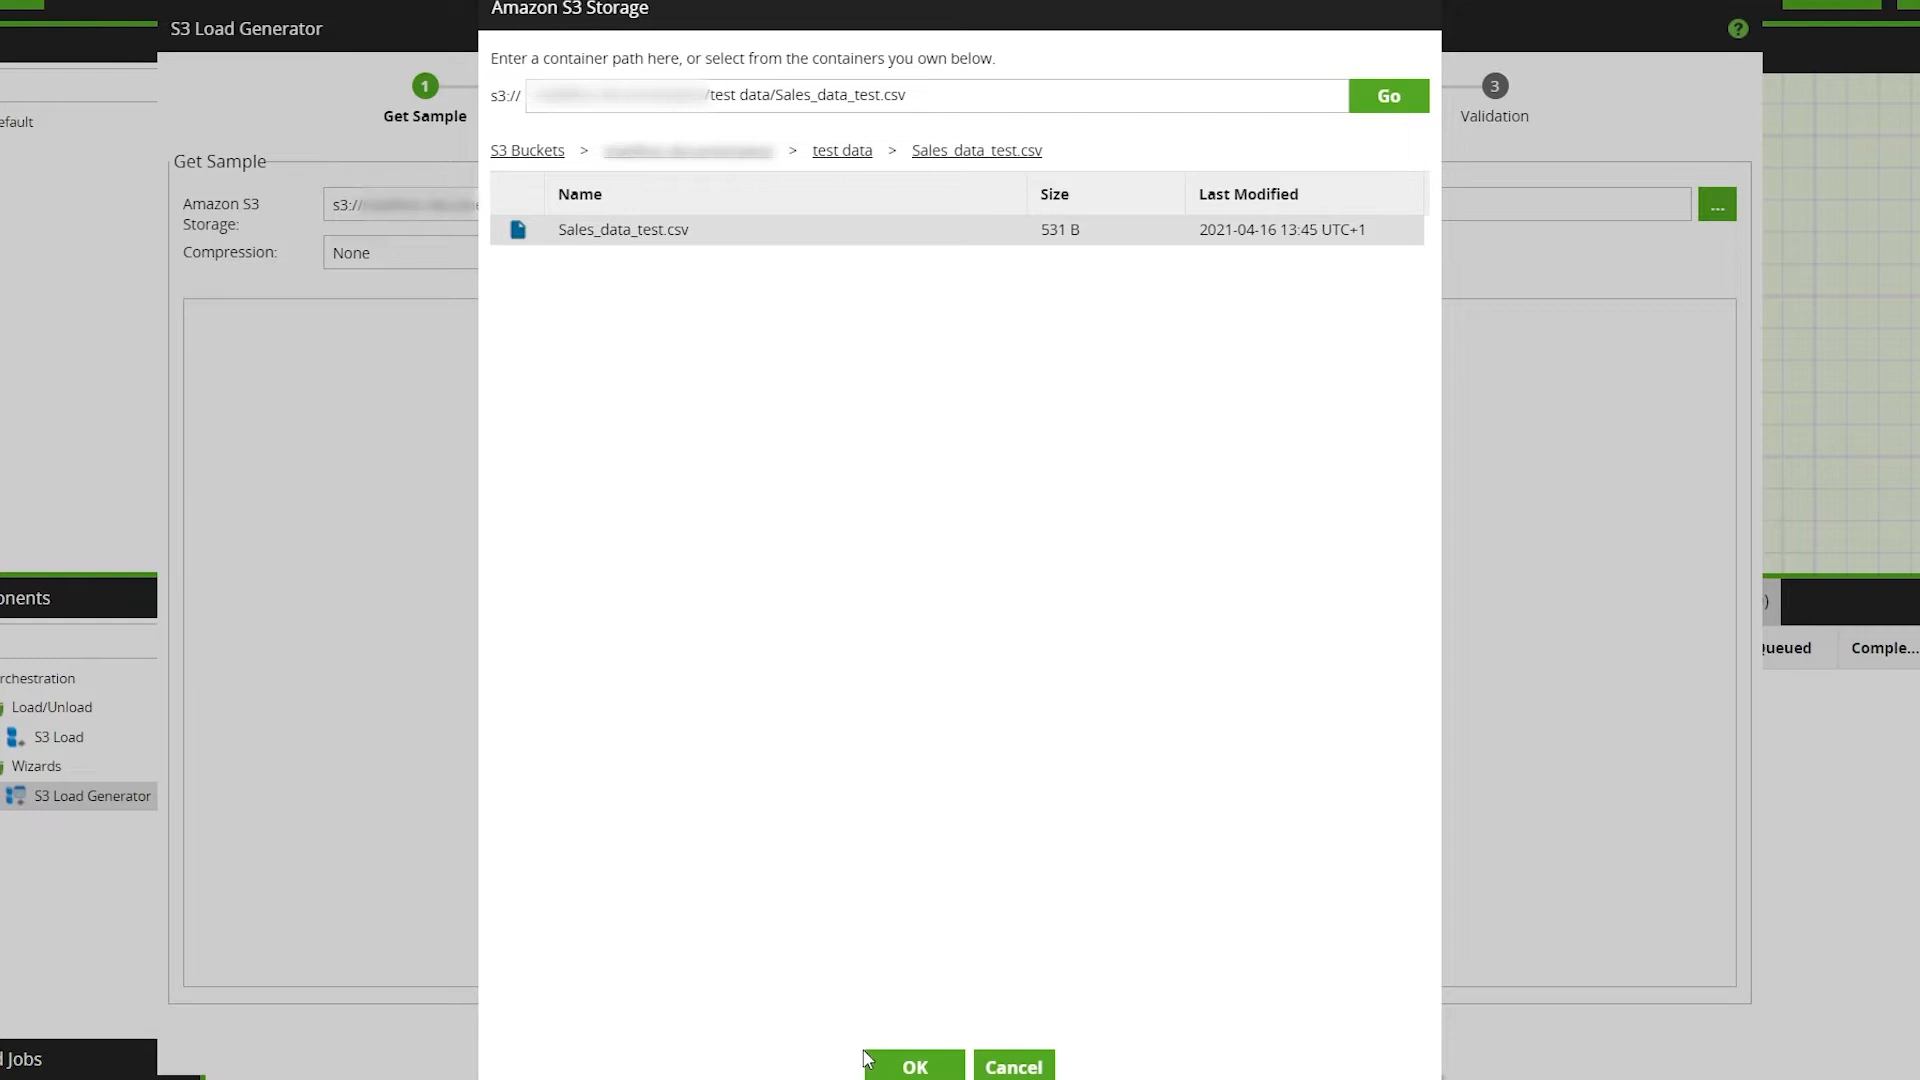 Amazon S3 Storage
S3 Load Generator
?
Enter a container path here, or select from the containers you own below.
1
Get Sample
3
Validation
s3://
/test data/Sales_data_test.csv
Go
efault
S3 Buckets > > test data > Sales_data_test.csv
Get Sample
Name Size Last Modified
Amazon S3
Storage:
s3://
...
Sales_data_test.csv 531 B 2021-04-16 13:45 UTC+1
Compression:
None
onents
)
Queued Comple...
rchestration
Load/Unload
S3 Load
Wizards
S3 Load Generator
d Jobs
OK
Cancel